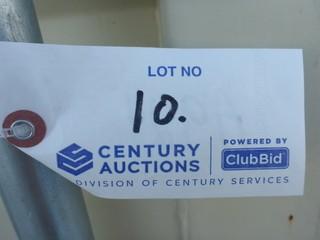 LOT NO
10.
CENTURY AUCTIONS
POWERED BY
ClubBid
DIVISION OF CENTURY SERVICES